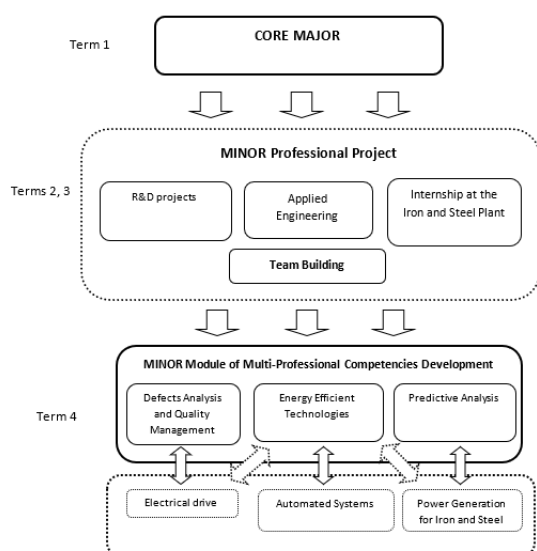 CORE MAJOR
Term 1
MINOR Professional Project
Terms 2, 3
R&D projects
Applied
Engineering
Internship at the
Iron and Steel Plant
Team Building
MINOR Module of Multi-Professional Competencies Development
Term 4
Defects Analysis
and Quality
Management
Energy Efficient
Technologies
Predictive Analysis
Electrical drive
Automated Systems
Power Generation
for Iron and Steel